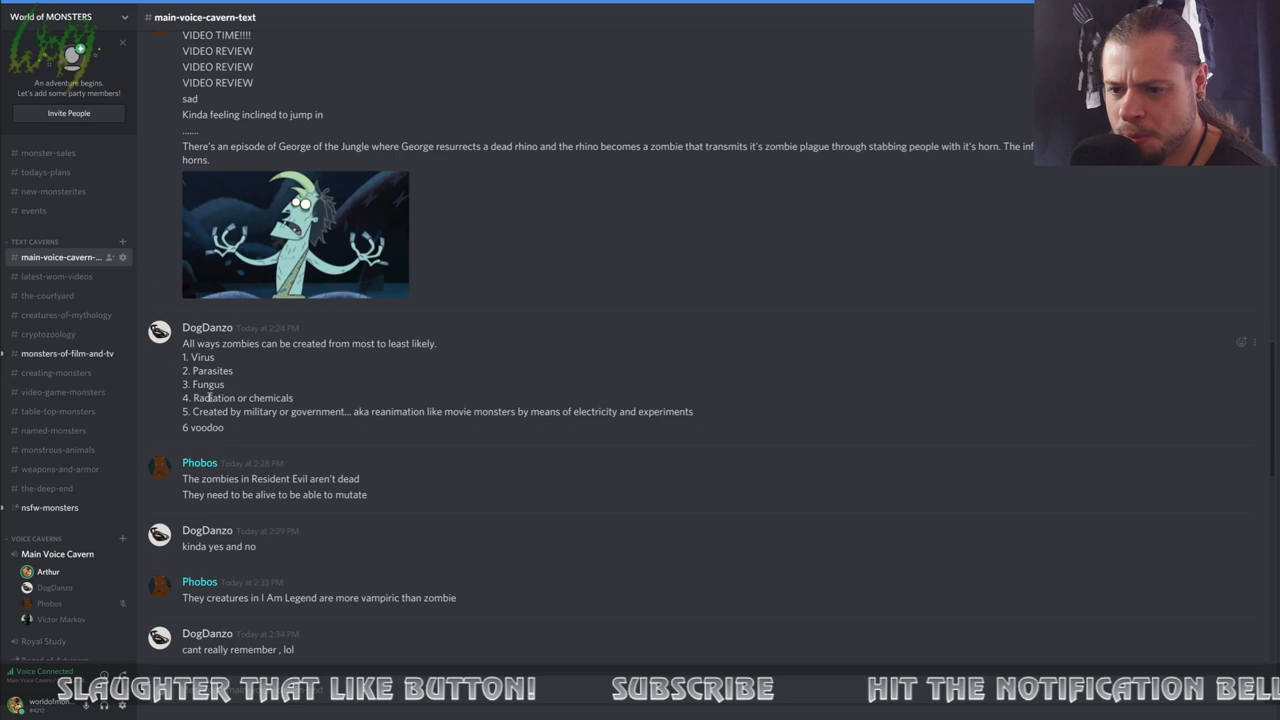 World of MONSTERS
# main-voice-cavern-text
An adventure begins.
Let's add some party members!
Invite People
# monster-sales
# todays-plans
# new-monsterites
# events
TEXT CAVERNS
# main-voice-cavern-...
# latest-wom-videos
# the-courtyard
# creatures-of-mythology
# cryptozoology
# monsters-of-film-and-tv
# creating-monsters
# video-game-monsters
# table-top-monsters
# named-monsters
# monstrous-animals
# weapons-and-armor
# the-deep-end
nsfw-monsters
VOICE CAVERNS
Main Voice Cavern
Arthur
DogDanzo
Phobos
Victor Markov
Royal Study
Voice Connected
Main Voice Cavern /
worldofmon...
#4212
VIDEO TIME!!!!
VIDEO REVIEW
VIDEO REVIEW
VIDEO REVIEW
sad
Kinda feeling inclined to jump in
.......
There's an episode of George of the Jungle where George resurrects a dead rhino and the rhino becomes a zombie that transmits it's zombie plague through stabbing people with it's horn. The
horns.
DogDanzo Today at 2:24 PM
All ways zombies can be created from most to least likely.
1. Virus
2. Parasites
3. Fungus
4. Radiation or chemicals
5. Created by military or government... aka reanimation like movie monsters by means of electricity and experiments
6 voodoo
Phobos Today at 2:28 PM
The zombies in Resident Evil aren't dead
They need to be alive to be able to mutate
DogDanzo Today at 2:29 PM
kinda yes and no
Phobos Today at 2:33 PM
They creatures in I Am Legend are more vampiric than zombie
DogDanzo Today at 2:34 PM
cant really remember , lol
SLAUGHTER THAT LIKE BUTTON! SUBSCRIBE HIT THE NOTIFICATION BELL